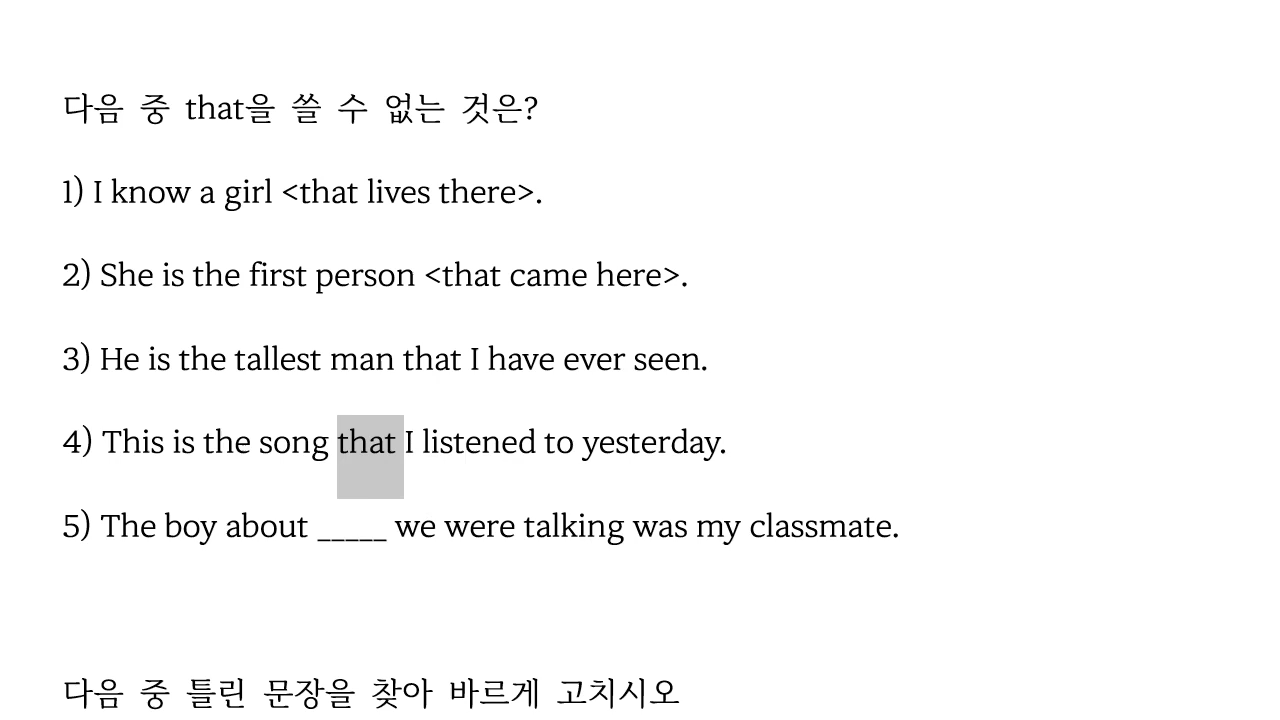 다음 중 that을 쓸 수 없는 것은?
1) I know a girl <that lives there>.
2) She is the first person <that came here>.
3) He is the tallest man that I have ever seen.
4) This is the song that I listened to yesterday.
5) The boy about _____ we were talking was my classmate.
다음 중 틀린 문장을 찾아 바르게 고치시오